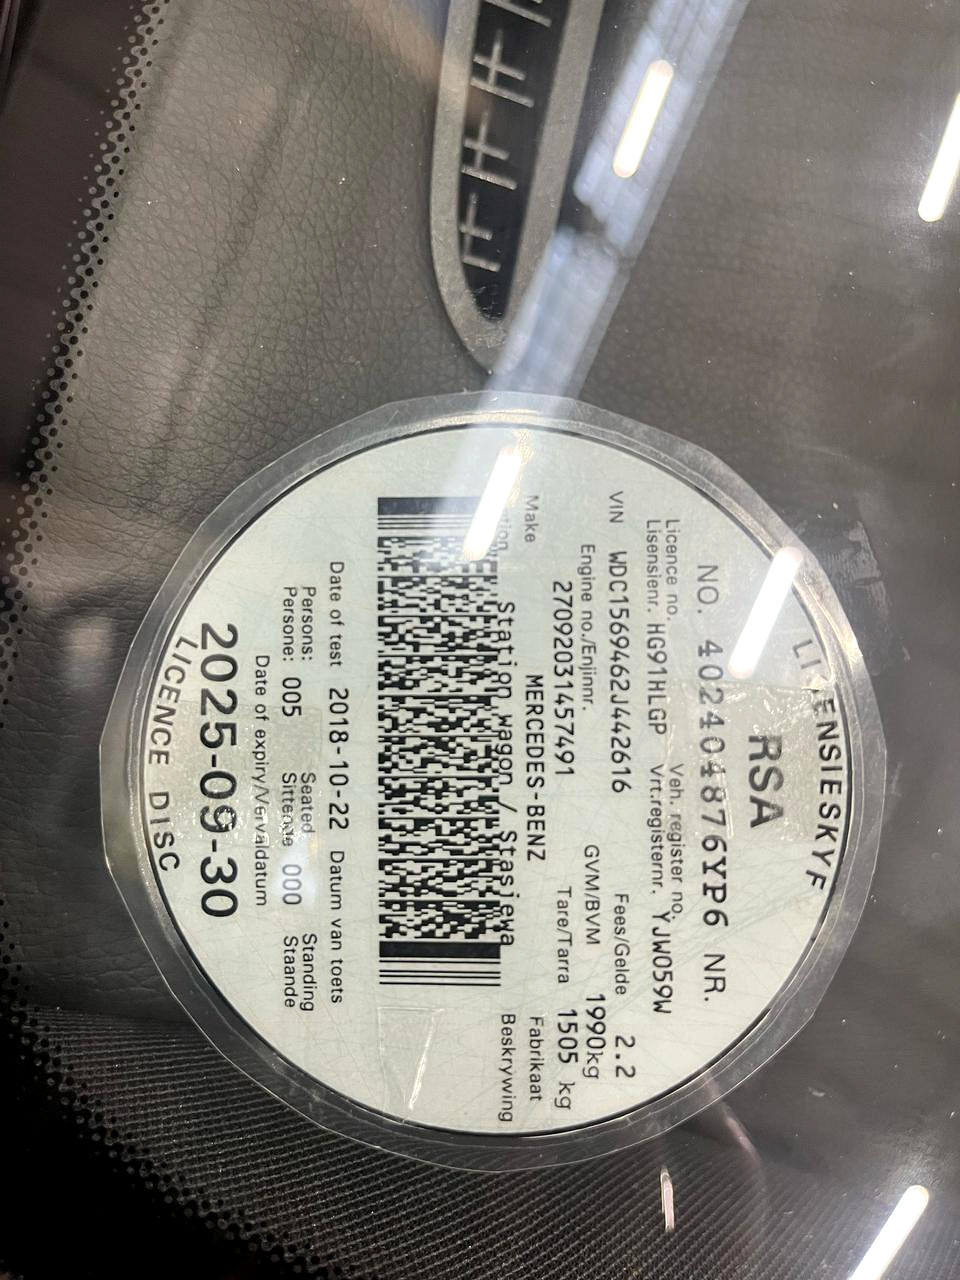 LISENSIESKYF
RSA
NO. 4024048876YP6 NR.
Licence no. Veh. register no.
Lisensienr. HG91HLGP Vrt.registernr. YJW059W
VIN WDC1569462J442616 Fees/Gelde 2.2
Engine no./Enjinnr. GVM/BVM 1990kg
27092031457491 Tare/Tarra 1505 kg
Make MERCEDES-BENZ Fabrikaat
Station wagon / Stasiewa Beskrywing
Date of test 2018-10-22 Datum van toets
Persons: Seated Standing
Persone: 005 Sittende 000 Staande
Date of expiry/Vervaldatum
2025-09-30
LICENCE DISC